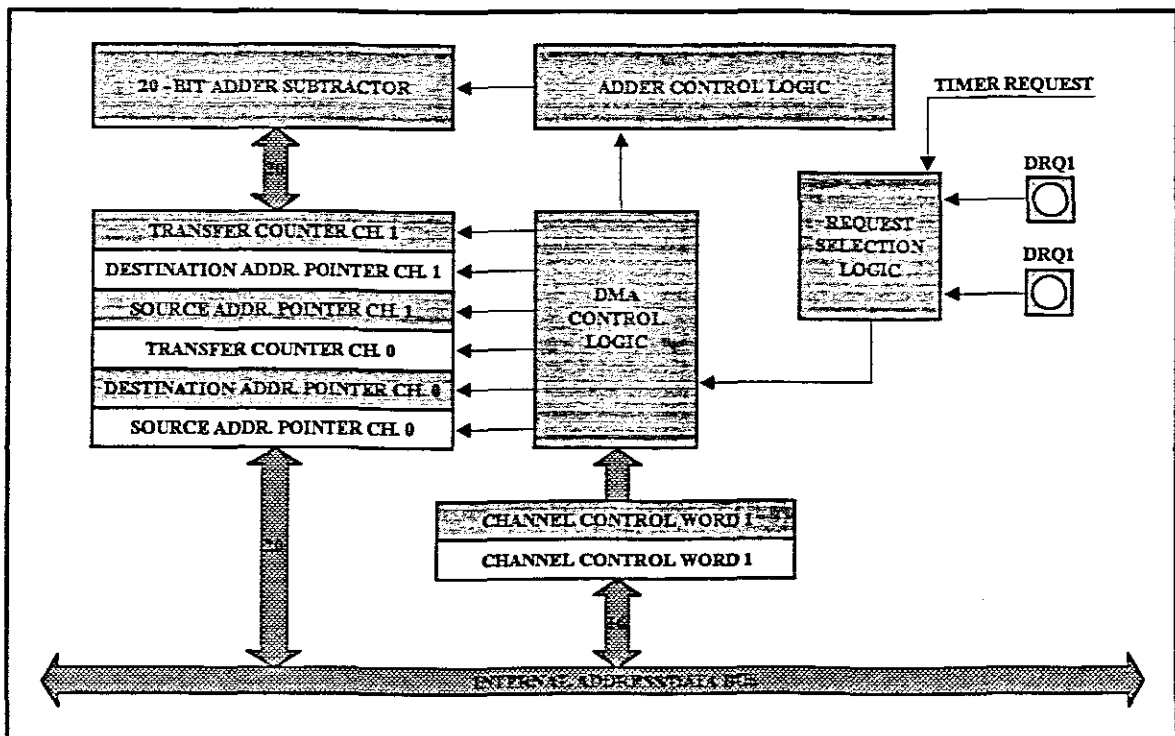 20 - BIT ADDER SUBTRACTOR
ADDER CONTROL LOGIC
TIMER REQUEST
20
DRQ1
TRANSFER COUNTER CH. 1
DESTINATION ADDR. POINTER CH. 1
SOURCE ADDR. POINTER CH. 1
TRANSFER COUNTER CH. 0
DESTINATION ADDR. POINTER CH. 0
SOURCE ADDR. POINTER CH. 0
DMA
CONTROL
LOGIC
REQUEST
SELECTION
LOGIC
DRQ1
CHANNEL CONTROL WORD 1
CHANNEL CONTROL WORD 1
20
INTERNAL ADDRESS/DATA BUS